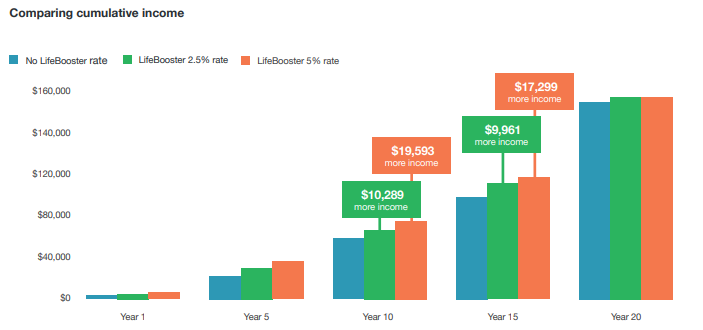 Comparing cumulative income
No LifeBooster rate LifeBooster 2.5% rate LifeBooster 5% rate
$160,000
$140,000
$120,000
$80,000
$40,000
$0
$19,593
more income
$10,289
more income
$17,299
more income
$9,961
more income
Year 1 Year 5 Year 10 Year 15 Year 20